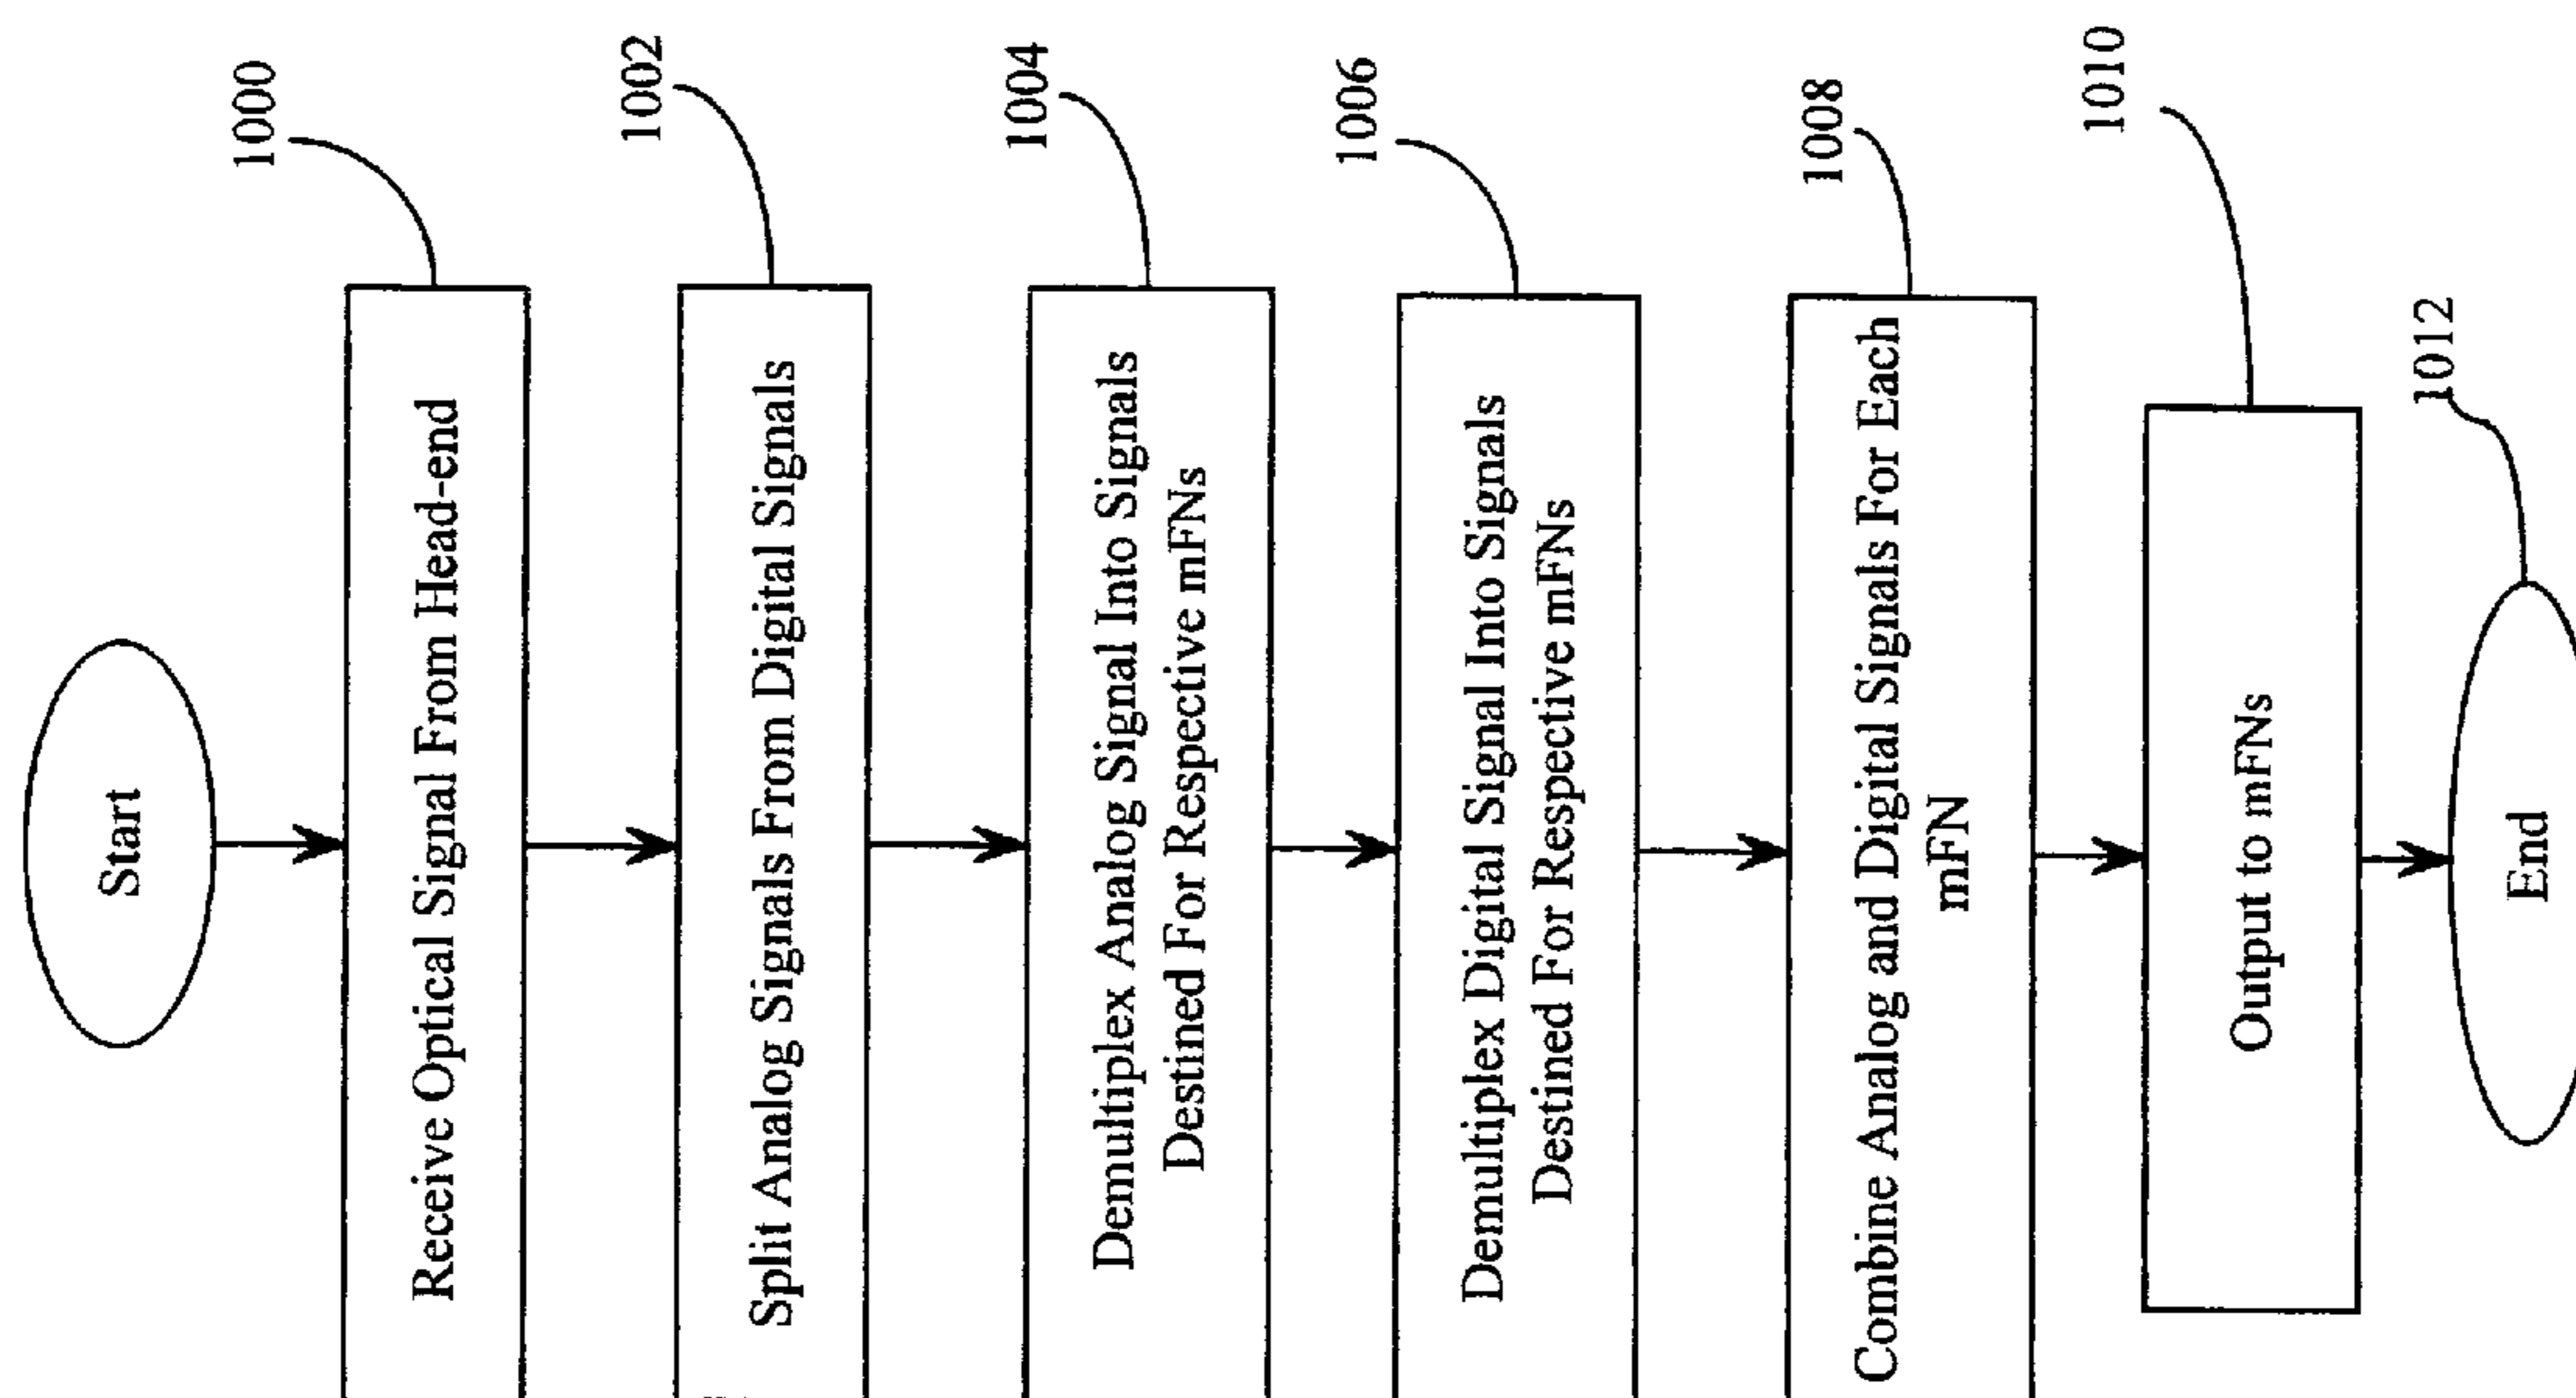 Start
1000
Receive Optical Signal From Head-end
1002
Split Analog Signals From Digital Signals
1004
Demultiplex Analog Signal Into Signals
Destined For Respective mFNs
1006
Demultiplex Digital Signal Into Signals
Destined For Respective mFNs
1008
Combine Analog and Digital Signals For Each
mFN
1010
Output to mFNs
1012
End